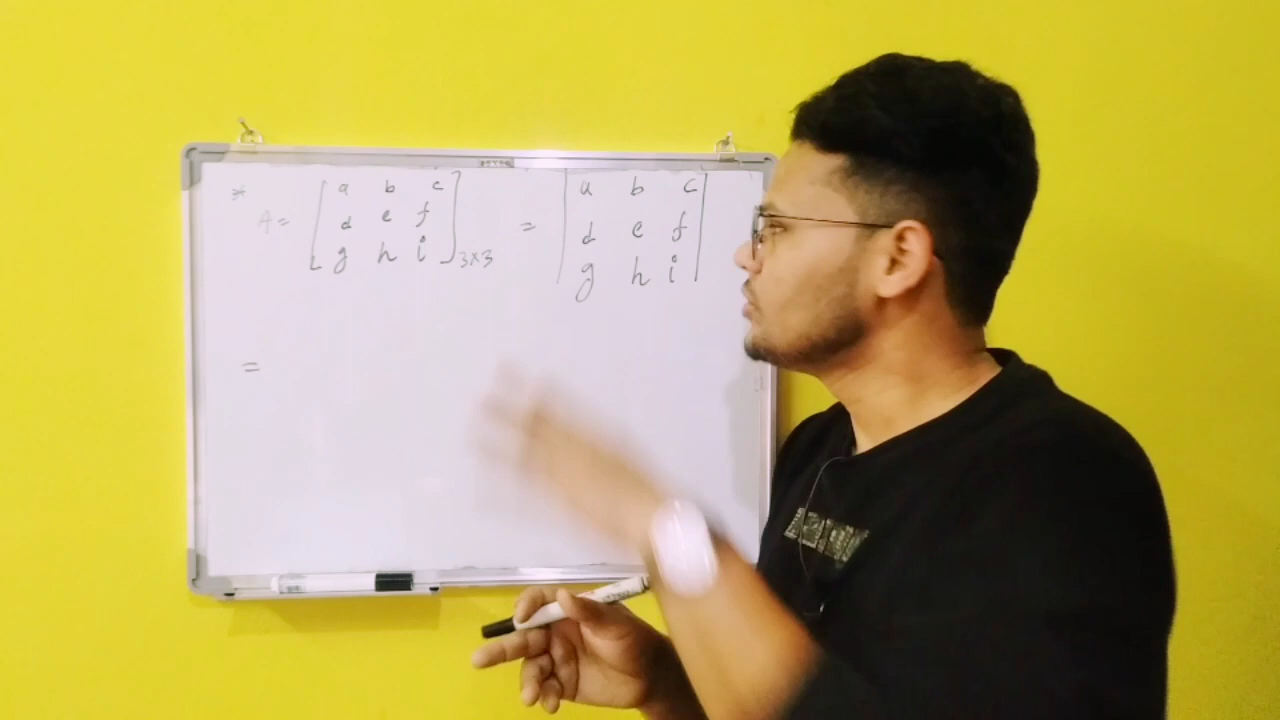 * A = [ a b c = | a b c |
d e f d e f
g h i ]3×3 g h i
=